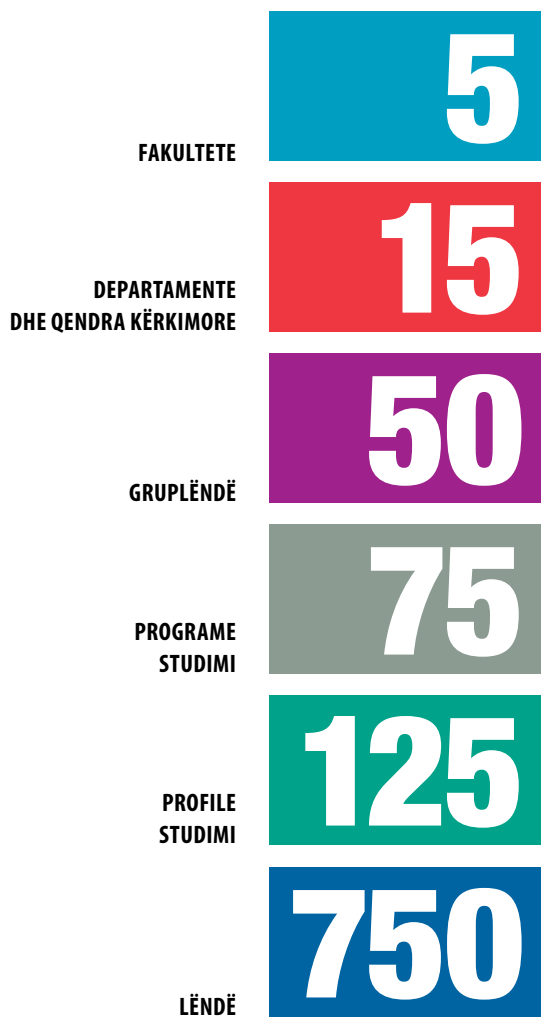 5
FAKULTETE
15
DEPARTAMENTE
DHE QENDRA KËRKIMORE
50
GRUPLËNDË
75
PROGRAME
STUDIMI
125
PROFILE
STUDIMI
750
LËNDË